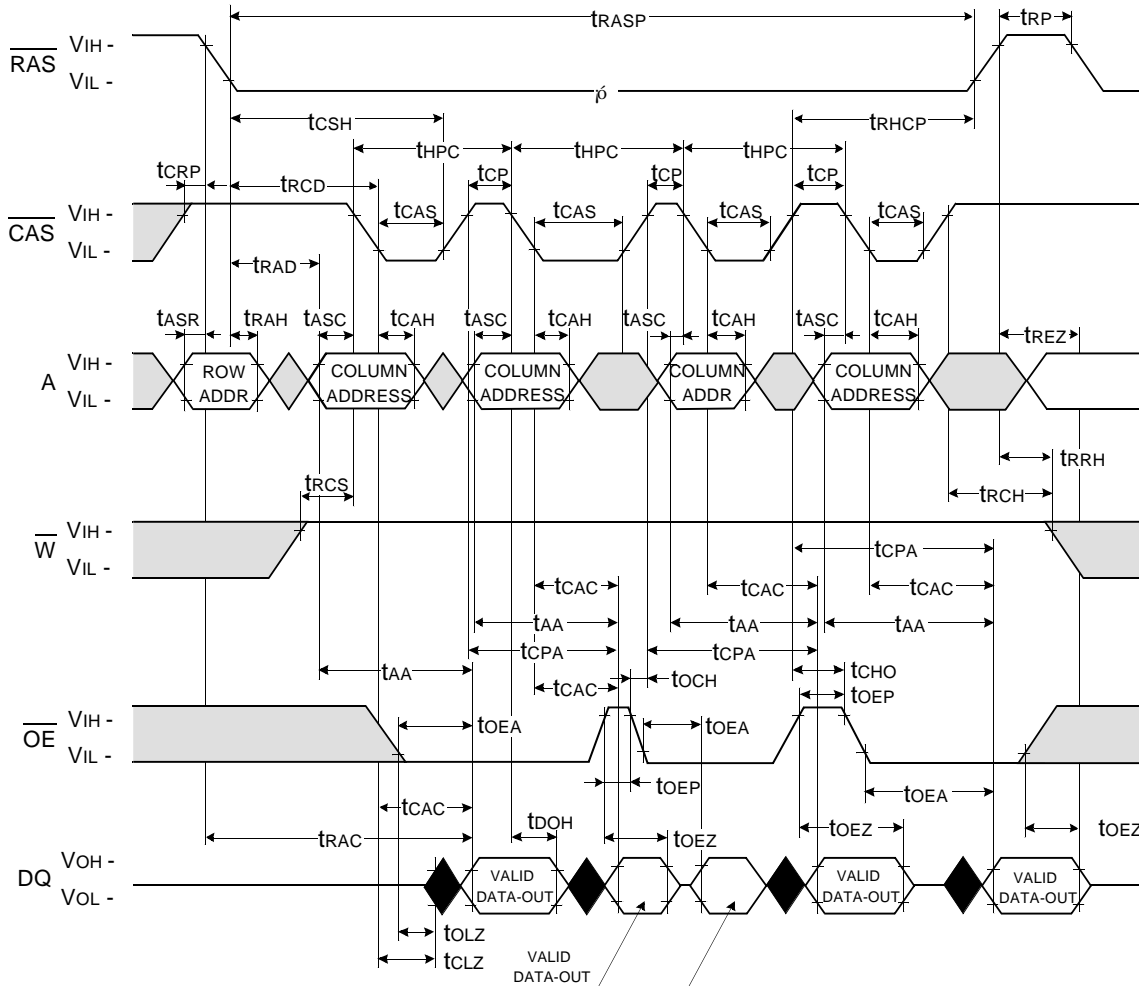 tRASP
tRP
RAS
VIH -
VIL -
ṕ
tCSH
tRHCP
tHPC
tHPC
tHPC
tCRP
tRCD
tCP
tCP
tCP
CAS
VIH -
VIL -
tCAS
tCAS
tCAS
tCAS
tRAD
tASR
tRAH
tASC
tCAH
tASC
tCAH
tASC
tCAH
tASC
tCAH
tREZ
A
VIH -
VIL -
ROW
ADDR
COLUMN
ADDRESS
COLUMN
ADDRESS
COLUMN
ADDR
COLUMN
ADDRESS
tRRH
tRCS
tRCH
W
VIH -
VIL -
tCPA
tCAC
tCAC
tCAC
tAA
tAA
tAA
tCPA
tCPA
tAA
tCHO
tCAC
tOCH
tOEP
OE
VIH -
VIL -
tOEA
tOEA
tOEP
tOEA
tCAC
tDOH
tOEZ
tOEZ
tOEZ
tRAC
DQ
VOH -
VOL -
VALID
DATA-OUT
VALID
DATA-OUT
VALID
DATA-OUT
tOLZ
tCLZ
VALID
DATA-OUT